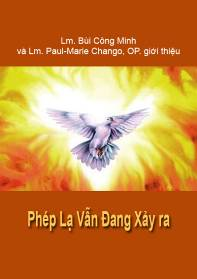 Lm. Bùi Công Minh
và Lm. Paul-Marie Chango, OP. giới thiệu
Phép Lạ Vẫn Đang Xảy ra